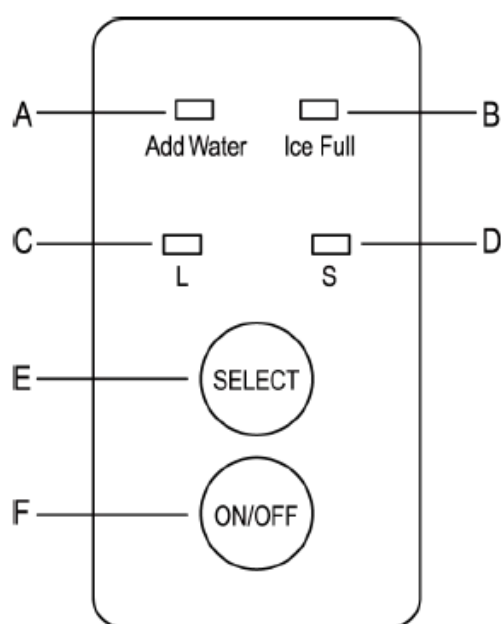 A B
Add Water Ice Full
C D
L S
E SELECT
F ON/OFF